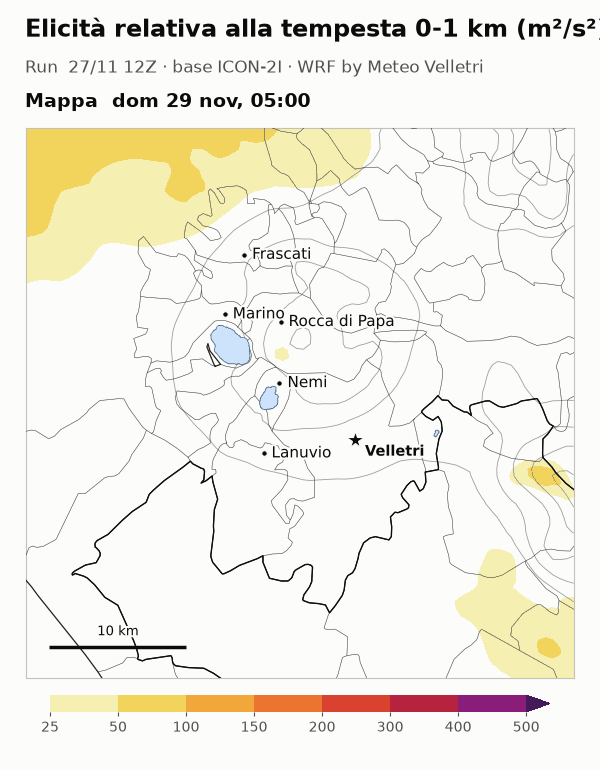 Elicità relativa alla tempesta 0-1 km (m²/s²)
Run 27/11 12Z · base ICON-2I · WRF by Meteo Velletri
Mappa dom 29 nov, 05:00
Frascati
Marino
Rocca di Papa
Nemi
Velletri
Lanuvio
10 km
25 50 100 150 200 300 400 500